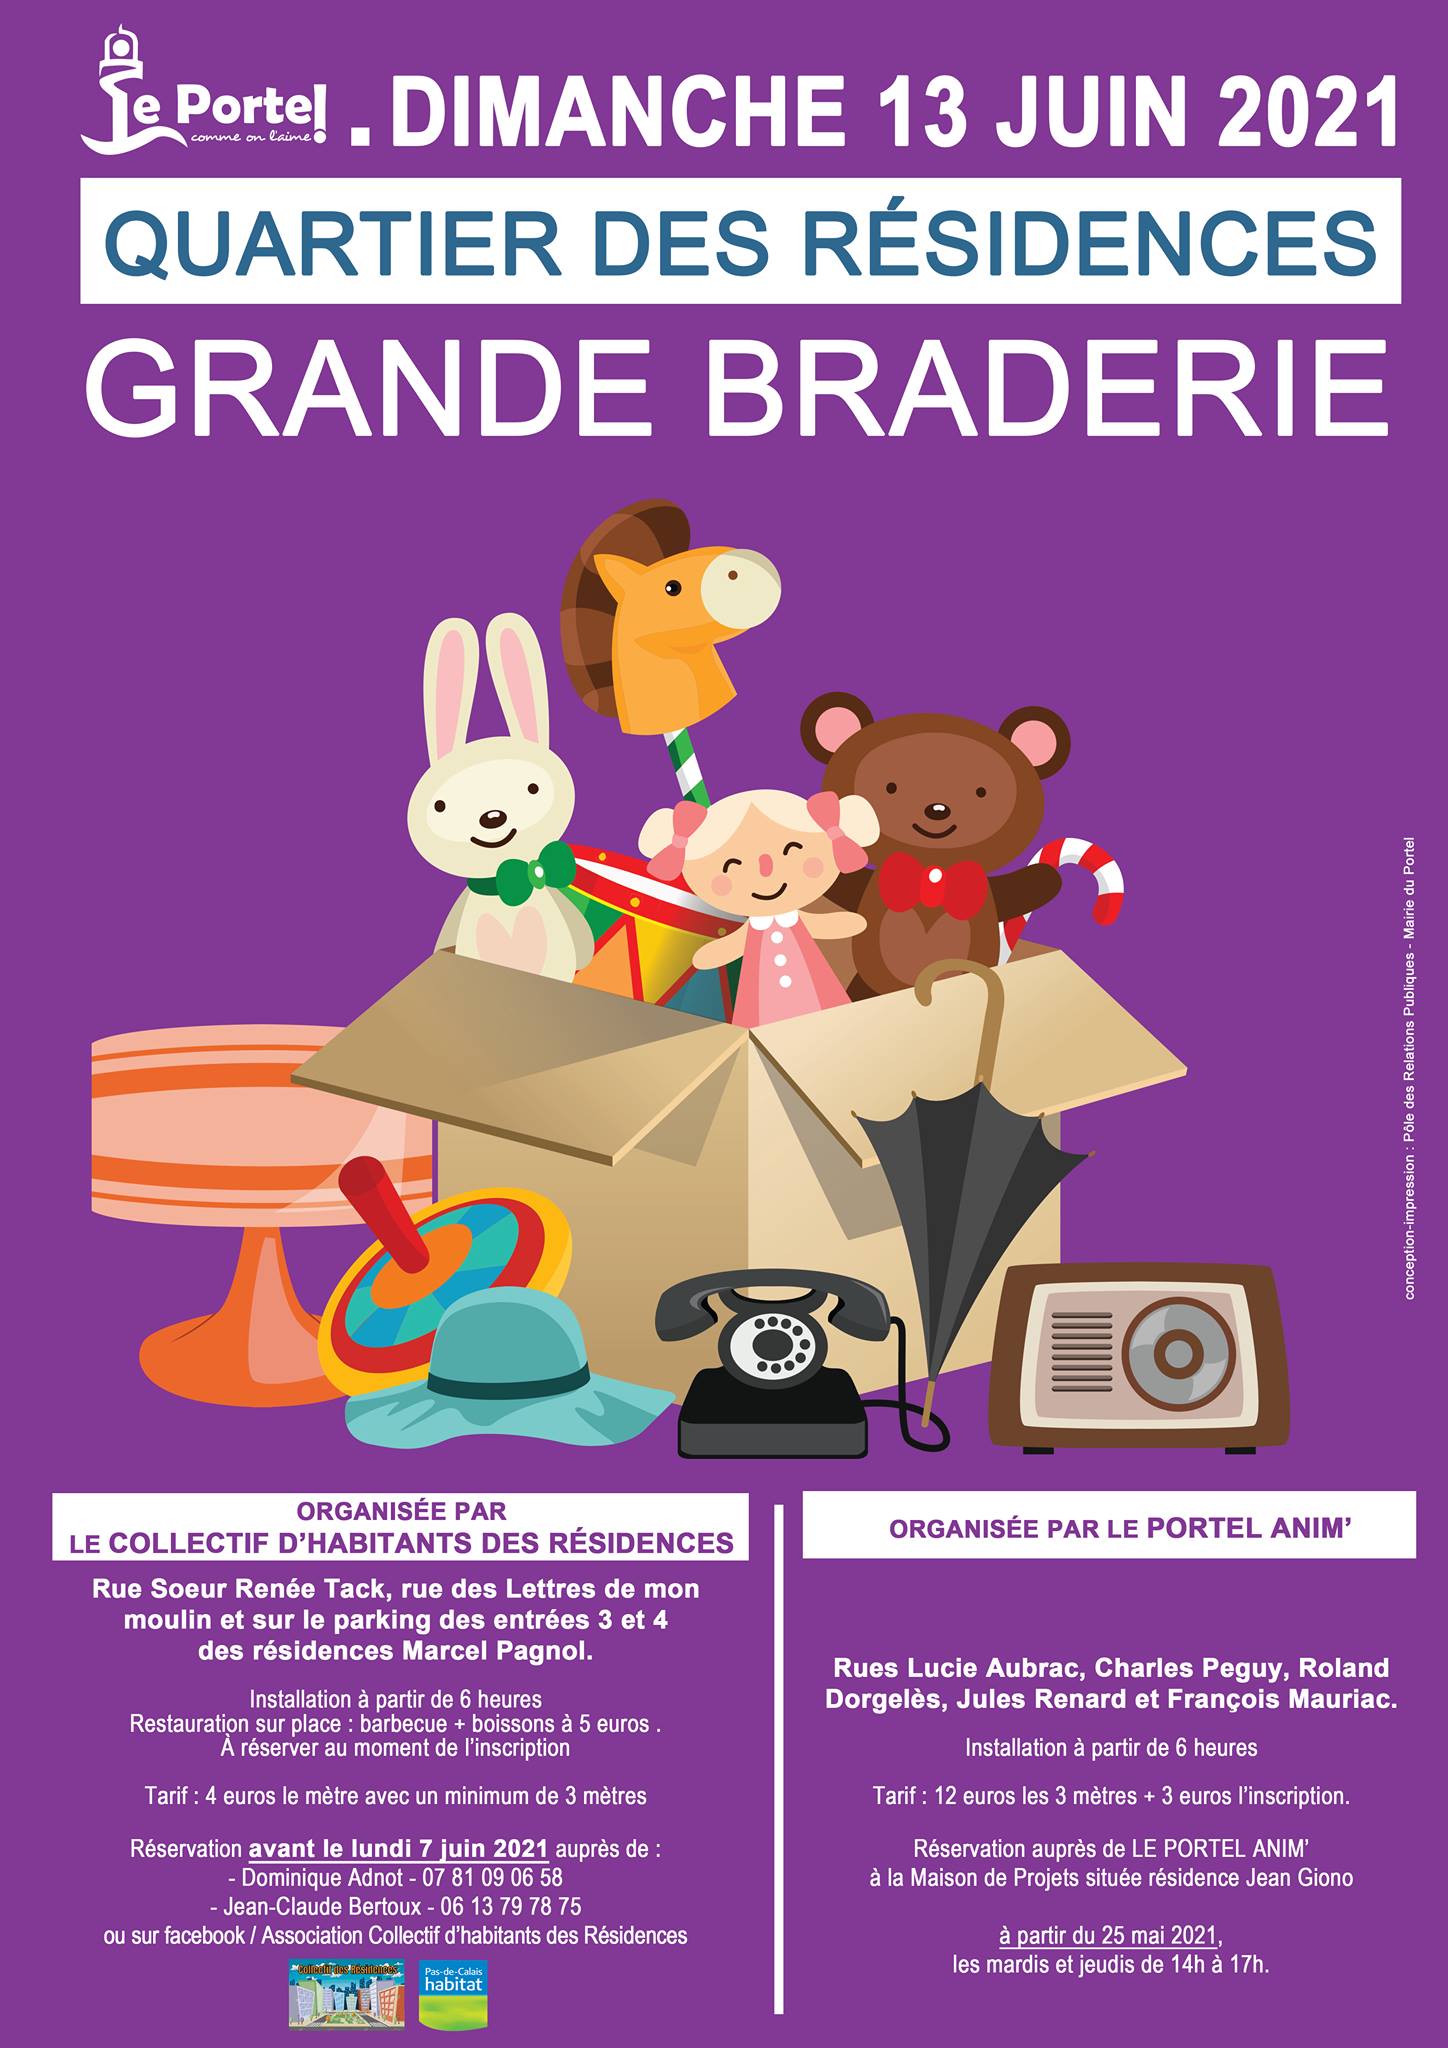 Le Portel
comme on l'aime !
. DIMANCHE 13 JUIN 2021
QUARTIER DES RÉSIDENCES
GRANDE BRADERIE
conception-impression : Pôle des Relations Publiques - Mairie du Portel
ORGANISÉE PAR
LE COLLECTIF D'HABITANTS DES RÉSIDENCES
Rue Soeur Renée Tack, rue des Lettres de mon
moulin et sur le parking des entrées 3 et 4
des résidences Marcel Pagnol.
Installation à partir de 6 heures
Restauration sur place : barbecue + boissons à 5 euros .
À réserver au moment de l'inscription
Tarif : 4 euros le mètre avec un minimum de 3 mètres
Réservation avant le lundi 7 juin 2021 auprès de :
- Dominique Adnot - 07 81 09 06 58
- Jean-Claude Bertoux - 06 13 79 78 75
ou sur facebook / Association Collectif d'habitants des Résidences
Collectif des Résidences
Pas-de-Calais
habitat
ORGANISÉE PAR LE PORTEL ANIM'
Rues Lucie Aubrac, Charles Peguy, Roland
Dorgelès, Jules Renard et François Mauriac.
Installation à partir de 6 heures
Tarif : 12 euros les 3 mètres + 3 euros l'inscription.
Réservation auprès de LE PORTEL ANIM'
à la Maison de Projets située résidence Jean Giono
à partir du 25 mai 2021,
les mardis et jeudis de 14h à 17h.